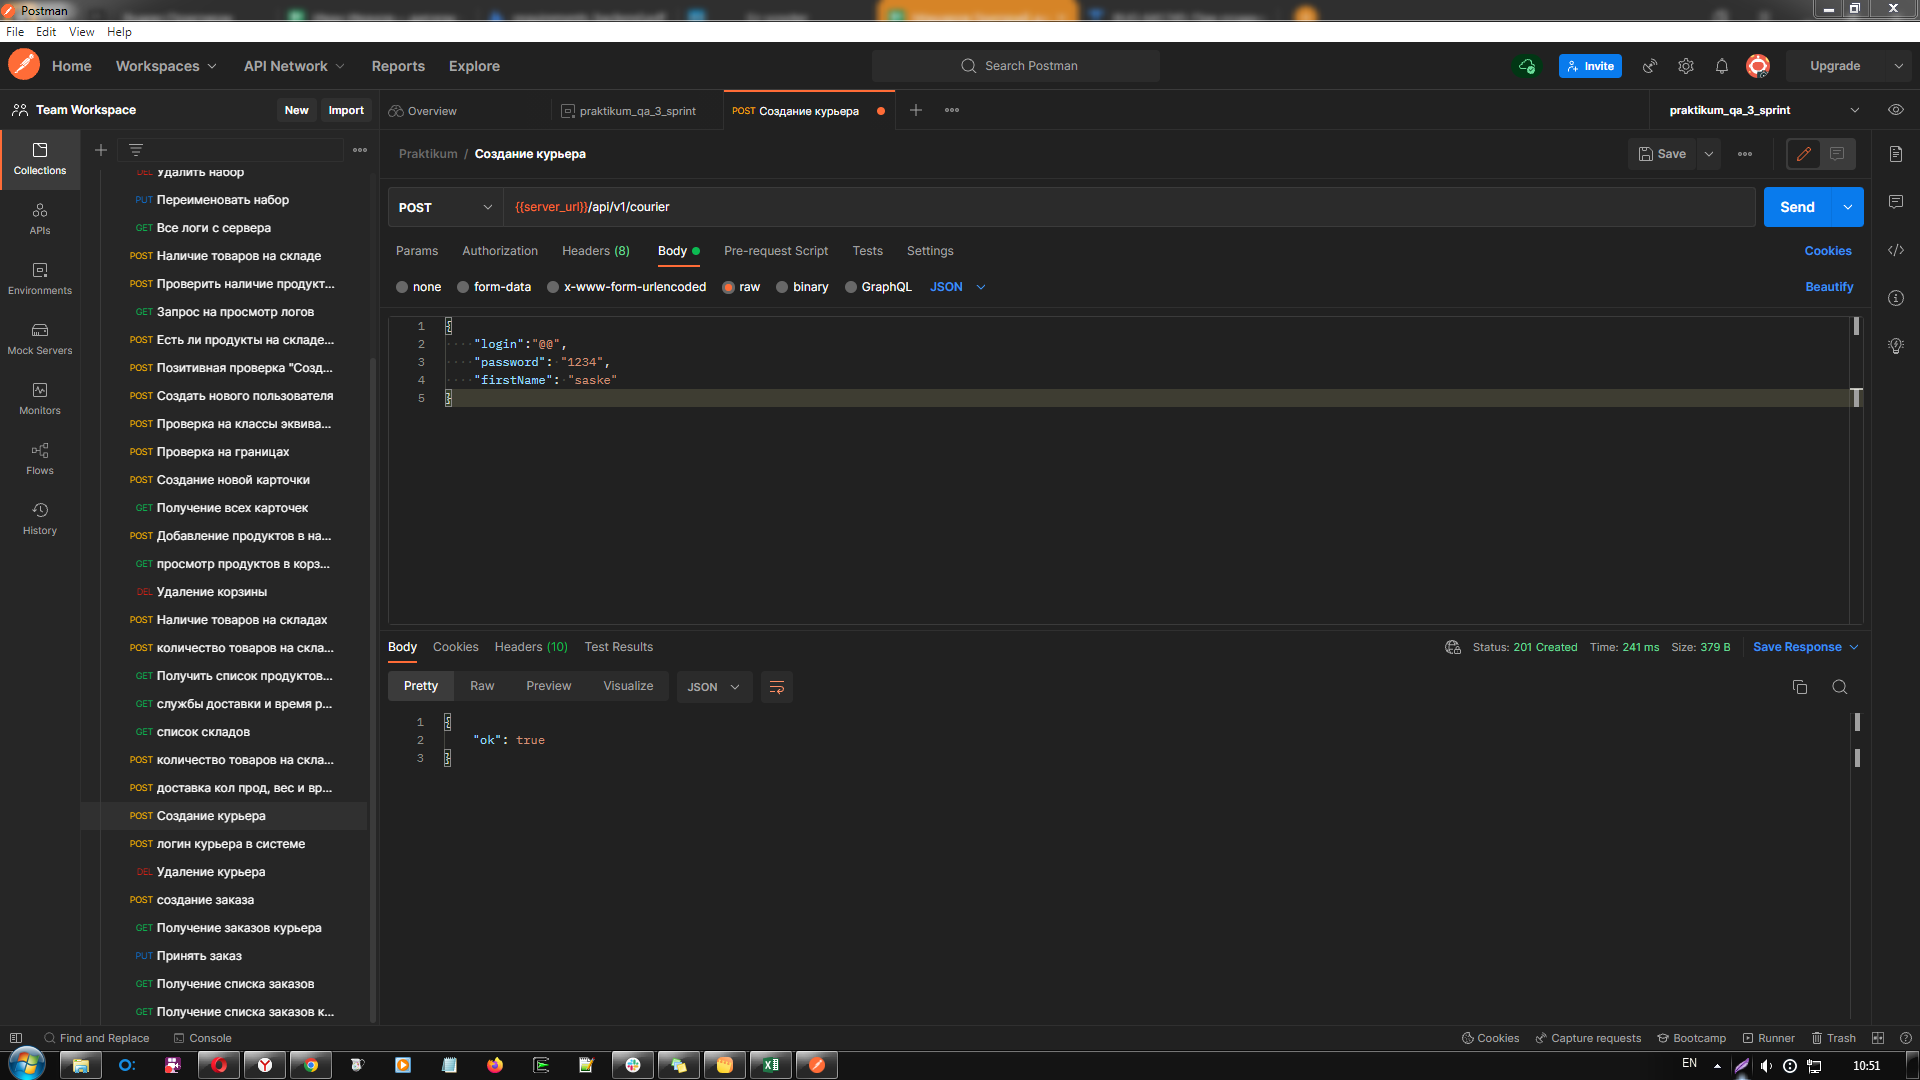 Postman
File Edit View Help
Home Workspaces API Network Reports Explore
Search Postman
Invite
Upgrade
Team Workspace
New Import
Overview
praktikum_qa_3_sprint
POST Создание курьера
praktikum_qa_3_sprint
Collections
APIs
Environments
Mock Servers
Monitors
Flows
History
DEL Удалить набор
PUT Переименовать набор
GET Все логи с сервера
POST Наличие товаров на складе
POST Проверить наличие продукт...
GET Запрос на просмотр логов
POST Есть ли продукты на складе...
POST Позитивная проверка "Созд...
POST Создать нового пользователя
POST Проверка на классы эквива...
POST Проверка на границах
POST Создание новой карточки
GET Получение всех карточек
POST Добавление продуктов в на...
GET просмотр продуктов в корз...
DEL Удаление корзины
POST Наличие товаров на складах
POST количество товаров на скла...
GET Получить список продуктов...
GET службы доставки и время р...
GET список складов
POST количество товаров на скла...
POST доставка кол прод, вес и вр...
POST Создание курьера
POST логин курьера в системе
DEL Удаление курьера
POST создание заказа
GET Получение заказов курьера
PUT Принять заказ
GET Получение списка заказов
GET Получение списка заказов к...
Praktikum / Создание курьера
Save
POST
{{server_url}}/api/v1/courier
Send
Params Authorization Headers (8) Body Pre-request Script Tests Settings
Cookies
none form-data x-www-form-urlencoded raw binary GraphQL JSON
Beautify
1 {
2 "login":"@@",
3 "password": "1234",
4 "firstName": "saske"
5 }
Body Cookies Headers (10) Test Results
Status: 201 Created Time: 241 ms Size: 379 B Save Response
Pretty Raw Preview Visualize JSON
1 {
2 "ok": true
3 }
Find and Replace Console
Cookies Capture requests Bootcamp Runner Trash
EN
10:51